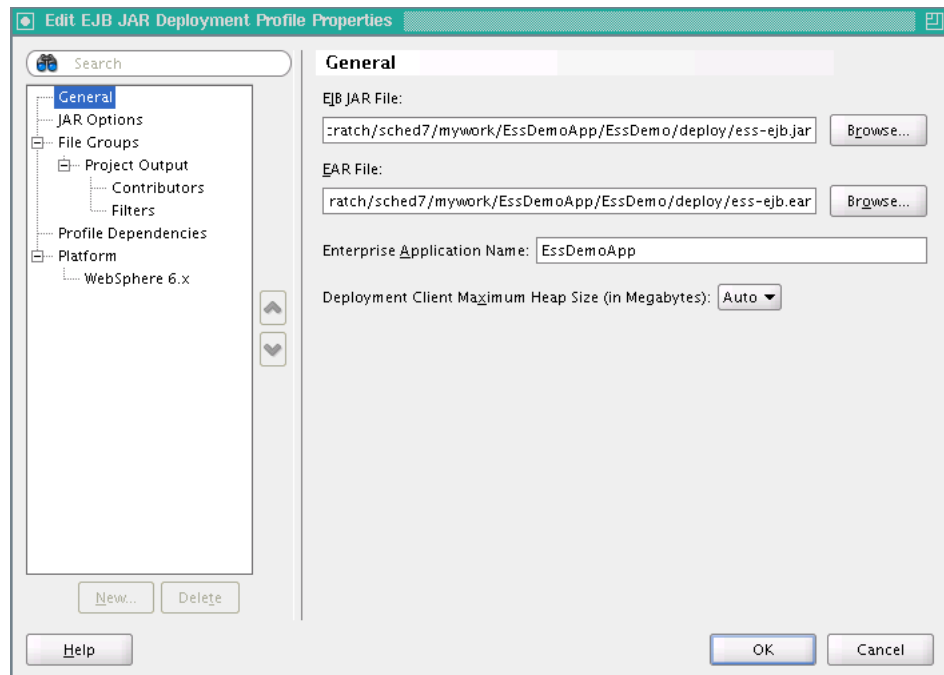 Edit EJB JAR Deployment Profile Properties
Search
General
JAR Options
File Groups
Project Output
Contributors
Filters
Profile Dependencies
Platform
WebSphere 6.x
New...
Delete
General
EJB JAR File:
:ratch/sched7/mywork/EssDemoApp/EssDemo/deploy/ess-ejb.jar
Browse...
EAR File:
ratch/sched7/mywork/EssDemoApp/EssDemo/deploy/ess-ejb.ear
Browse...
Enterprise Application Name: EssDemoApp
Deployment Client Maximum Heap Size (in Megabytes): Auto
Help
OK
Cancel